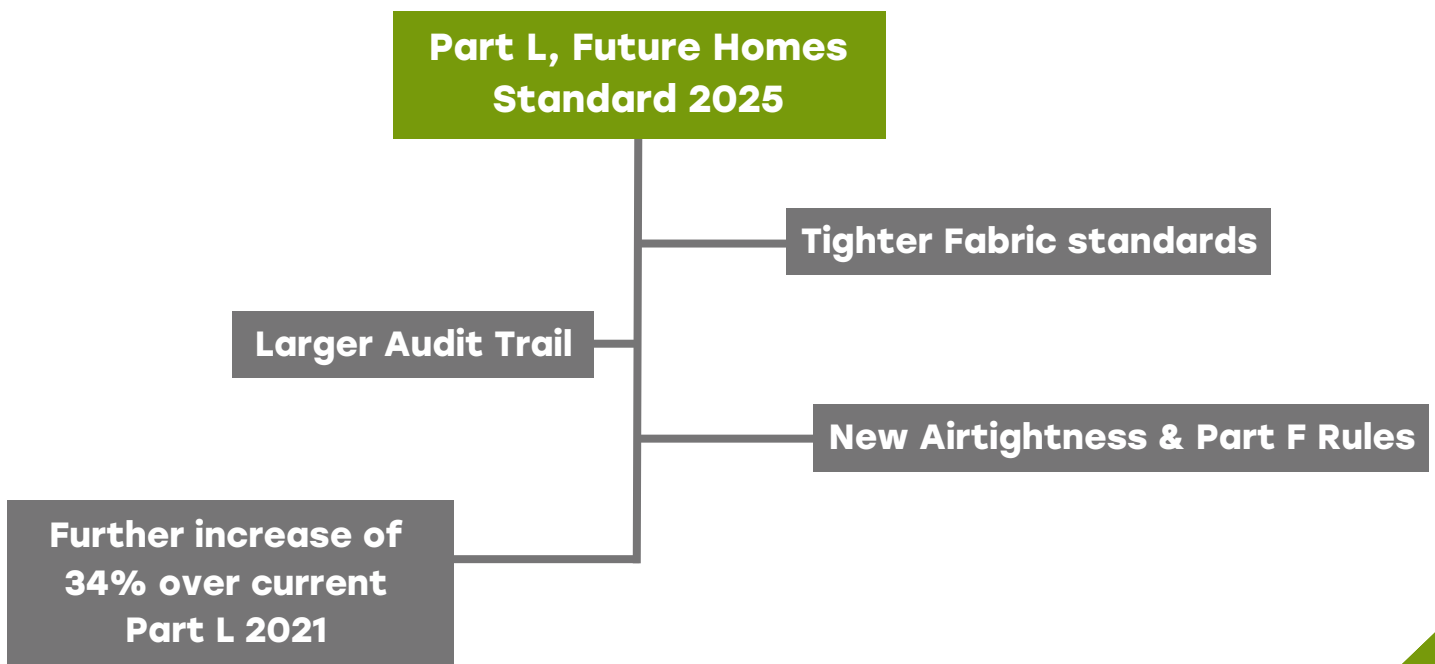 Part L, Future Homes
Standard 2025
Tighter Fabric standards
Larger Audit Trail
New Airtightness & Part F Rules
Further increase of
34% over current
Part L 2021